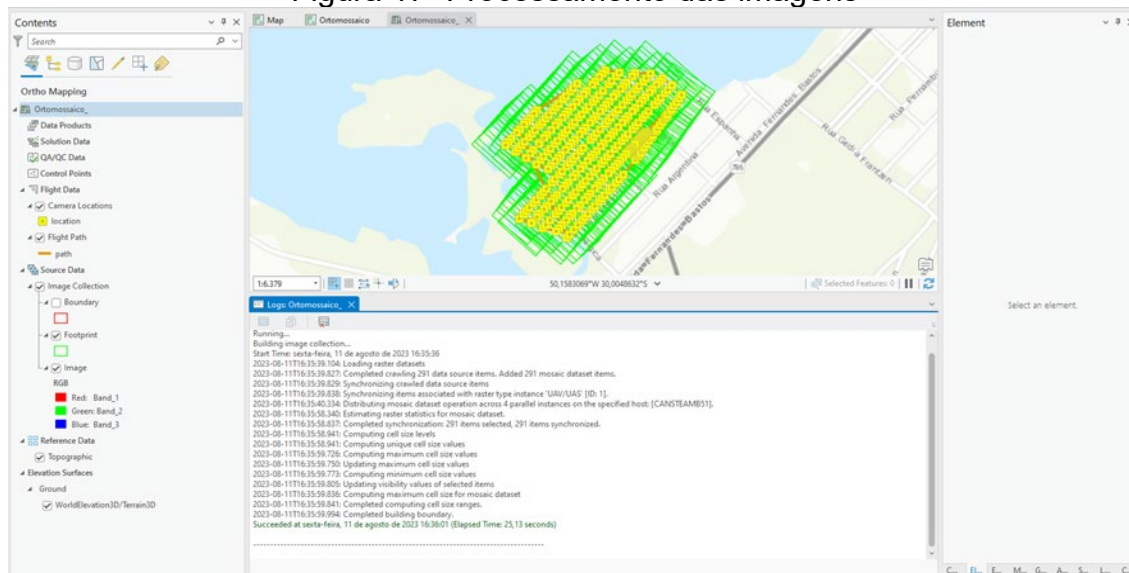 Figura 17 Processamento das imagens
Contents
Search
Ortho Mapping
Ortomossaico_
Data Products
Solution Data
QA/QC Data
Control Points
Flight Data
Camera Locations
location
Flight Path
path
Source Data
Image Collection
Boundary
Footprint
Image
RGB
Red: Band_1
Green: Band_2
Blue: Band_3
Reference Data
Topographic
Elevation Surfaces
Ground
WorldElevation3D/Terrain3D
Map
Ortomossaico
Ortomossaico_
Avenida Fernandes Bastos
Espanha
Rua Argentina
Rua Gedria Frantzen
Fernandes Bastos
1:6.379
50,1583069°W 30,0048632°S
Selected Features: 0
Logs: Ortomossaico_
Running...
Building image collection...
Start Time: sexta-feira, 11 de agosto de 2023 16:35:36
2023-08-11T16:35:39.104: Loading raster datasets
2023-08-11T16:35:39.827: Completed crawling 291 data source items. Added 291 mosaic dataset items.
2023-08-11T16:35:39.829: Synchronizing crawled data source items
2023-08-11T16:35:39.838: Synchronizing items associated with raster type instance 'UAV/UAS' [ID: 1].
2023-08-11T16:35:40.334: Distributing mosaic dataset operation across 4 parallel instances on the specified host: [CANSTEAMB51].
2023-08-11T16:35:58.340: Estimating raster statistics for mosaic dataset.
2023-08-11T16:35:58.837: Completed synchronization: 291 items selected, 291 items synchronized.
2023-08-11T16:35:58.941: Computing cell size levels
2023-08-11T16:35:58.941: Computing unique cell size values
2023-08-11T16:35:59.726: Computing maximum cell size values
2023-08-11T16:35:59.750: Updating maximum cell size values
2023-08-11T16:35:59.773: Computing minimum cell size values
2023-08-11T16:35:59.805: Updating visibility values of selected items
2023-08-11T16:35:59.836: Computing maximum cell size for mosaic dataset
2023-08-11T16:35:59.841: Completed computing cell size ranges.
2023-08-11T16:35:59.994: Completed building boundary.
Succeeded at sexta-feira, 11 de agosto de 2023 16:36:01 (Elapsed Time: 25,13 seconds)
Element
Select an element.
C... El... E... M... G... A... S... L... C